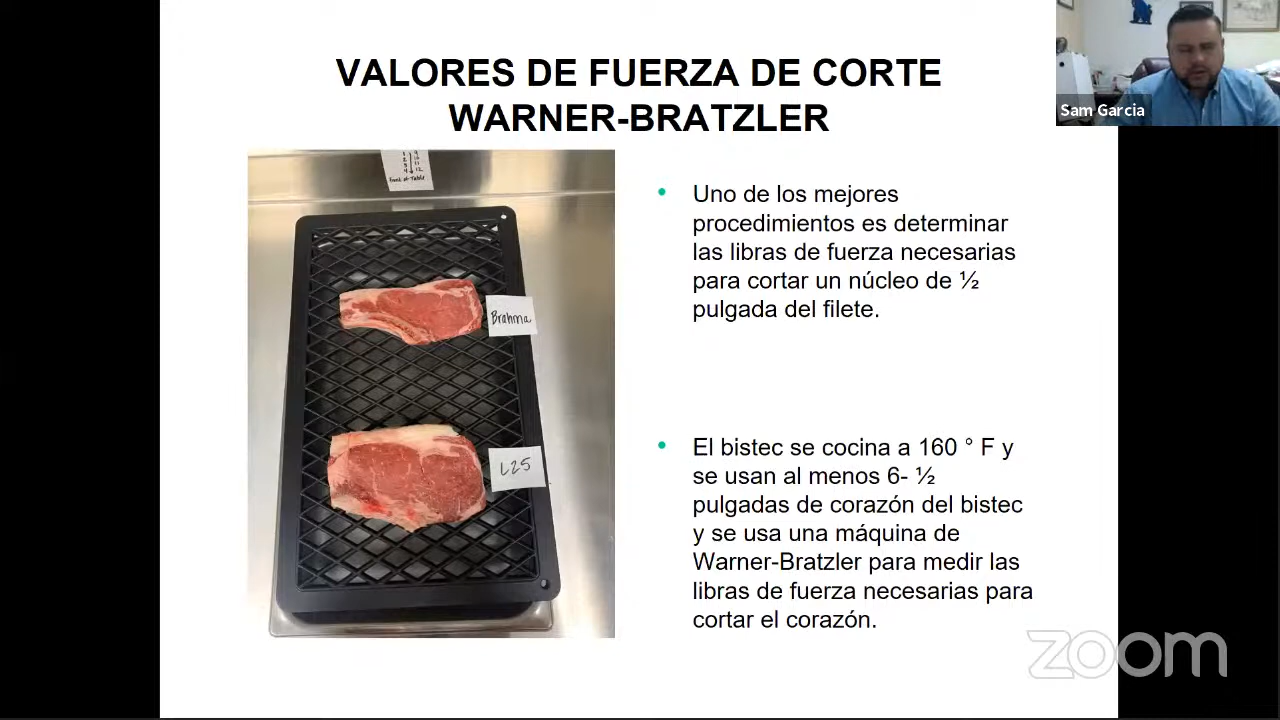 VALORES DE FUERZA DE CORTE
WARNER-BRATZLER
Sam Garcia
Front of Table
Brahma
L25
• Uno de los mejores
procedimientos es determinar
las libras de fuerza necesarias
para cortar un núcleo de ½
pulgada del filete.
• El bistec se cocina a 160 ° F y
se usan al menos 6- ½
pulgadas de corazón del bistec
y se usa una máquina de
Warner-Bratzler para medir las
libras de fuerza necesarias para
cortar el corazón.
zoom